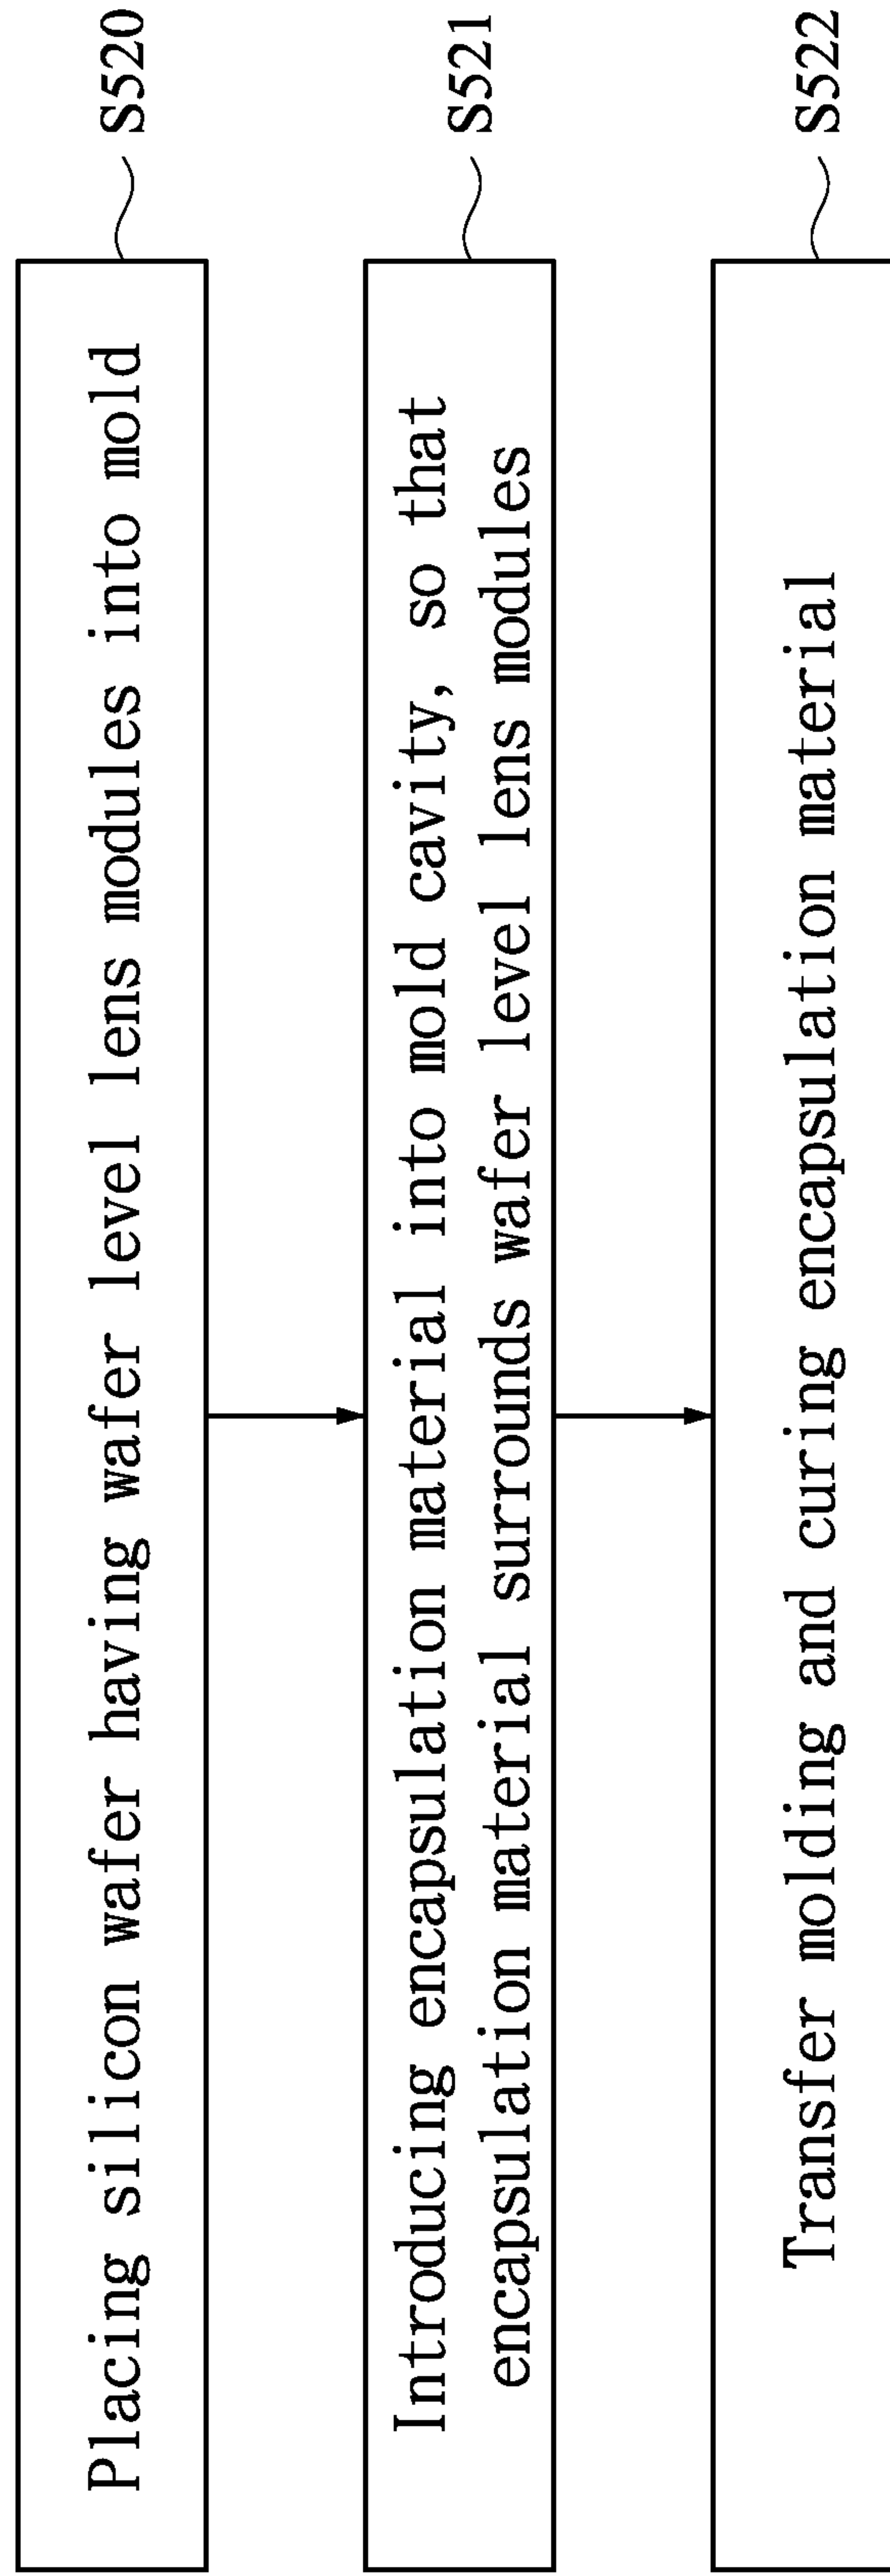 Placing silicon wafer having wafer level lens modules into mold
S520
Introducing encapsulation material into mold cavity, so that
encapsulation material surrounds wafer level lens modules
S521
Transfer molding and curing encapsulation material
S522